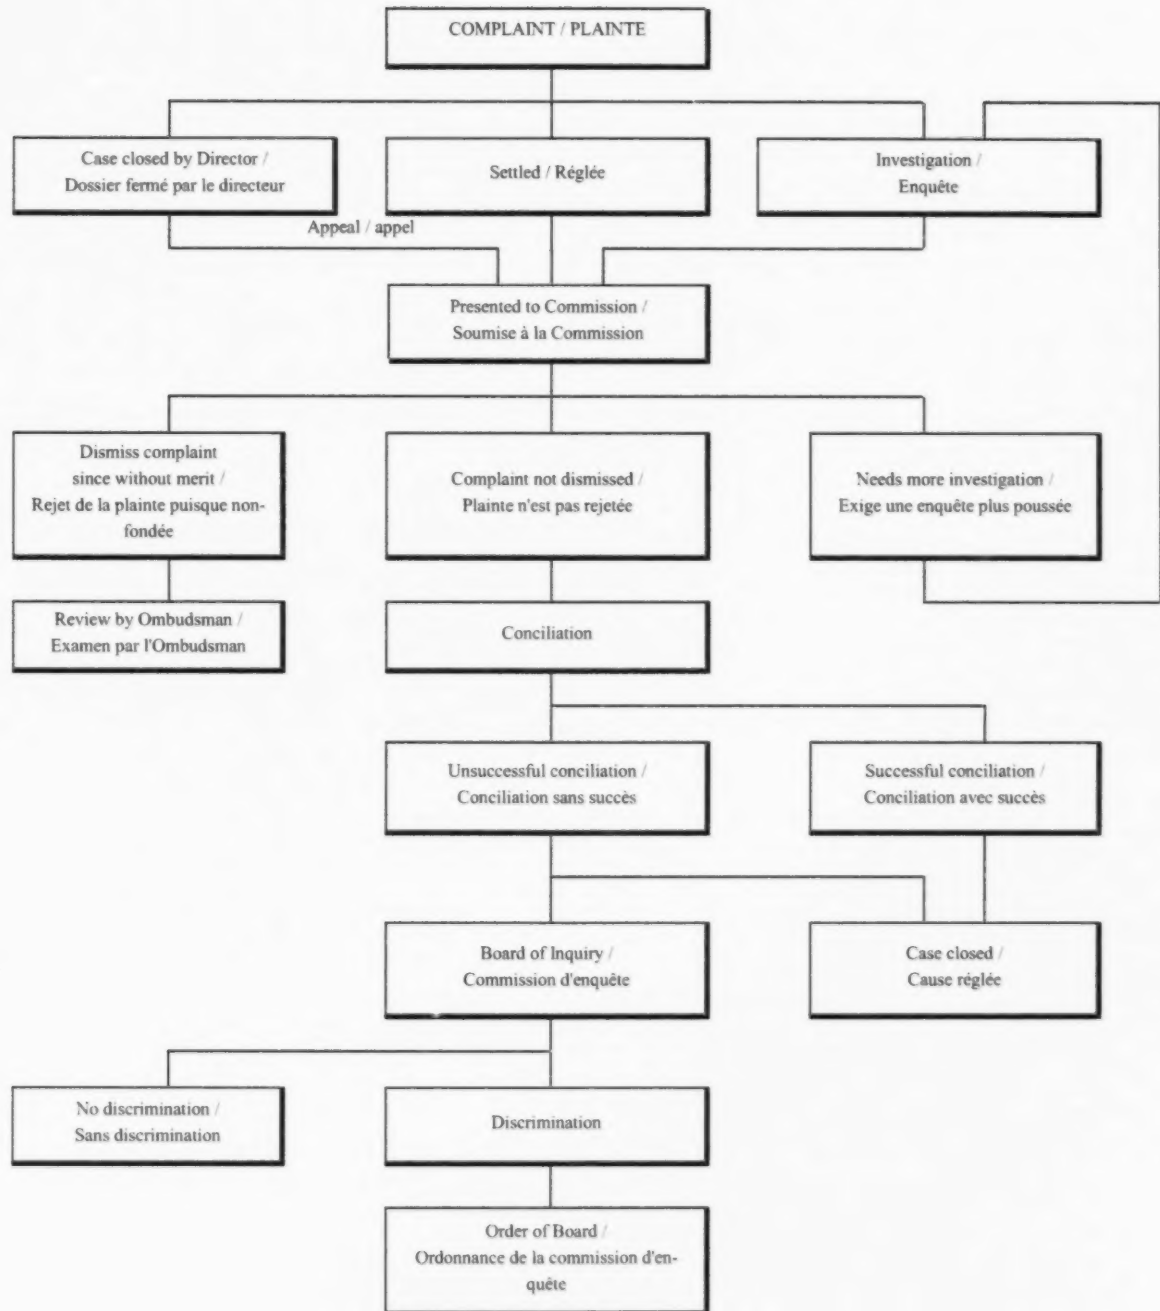 COMPLAINT / PLAINTE
Case closed by Director /
Dossier fermé par le directeur
Settled / Réglée
Investigation /
Enquête
Appeal / appel
Presented to Commission /
Soumise à la Commission
Dismiss complaint
since without merit /
Rejet de la plainte puisque non-
fondée
Complaint not dismissed /
Plainte n'est pas rejetée
Needs more investigation /
Exige une enquête plus poussée
Review by Ombudsman /
Examen par l'Ombudsman
Conciliation
Unsuccessful conciliation /
Conciliation sans succès
Successful conciliation /
Conciliation avec succès
Board of Inquiry /
Commission d'enquête
Case closed /
Cause réglée
No discrimination /
Sans discrimination
Discrimination
Order of Board /
Ordonnance de la commission d'en-
quête